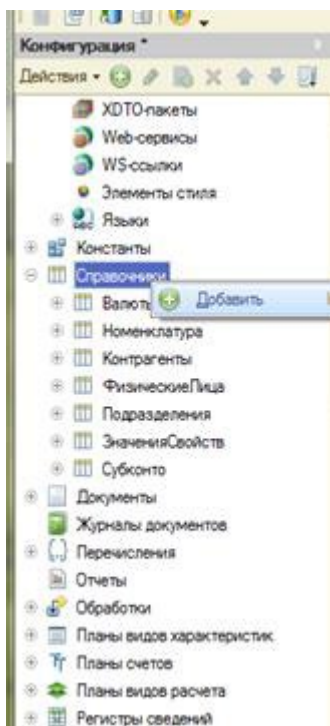 Конфигурация *
Действия
XDTO-пакеты
Web-сервисы
WS-ссылки
Элементы стиля
Языки
Константы
Справочники
Валюты Добавить
Номенклатура
Контрагенты
ФизическиеЛица
Подразделения
ЗначенияСвойств
Субконто
Документы
Журналы документов
Перечисления
Отчеты
Обработки
Планы видов характеристик
Планы счетов
Планы видов расчета
Регистры сведений